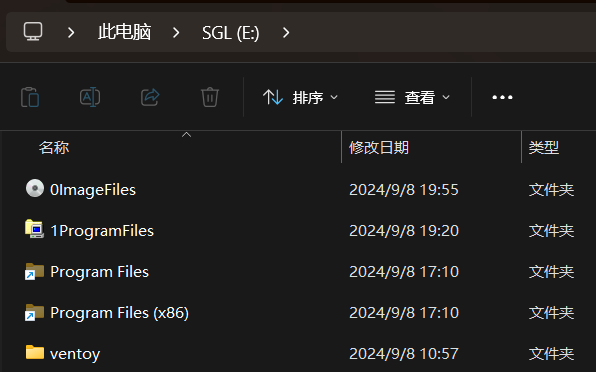 此电脑 SGL (E:)
排序 查看
名称 修改日期 类型
0ImageFiles 2024/9/8 19:55 文件夹
1ProgramFiles 2024/9/8 19:20 文件夹
Program Files 2024/9/8 17:10 文件夹
Program Files (x86) 2024/9/8 17:10 文件夹
ventoy 2024/9/8 10:57 文件夹